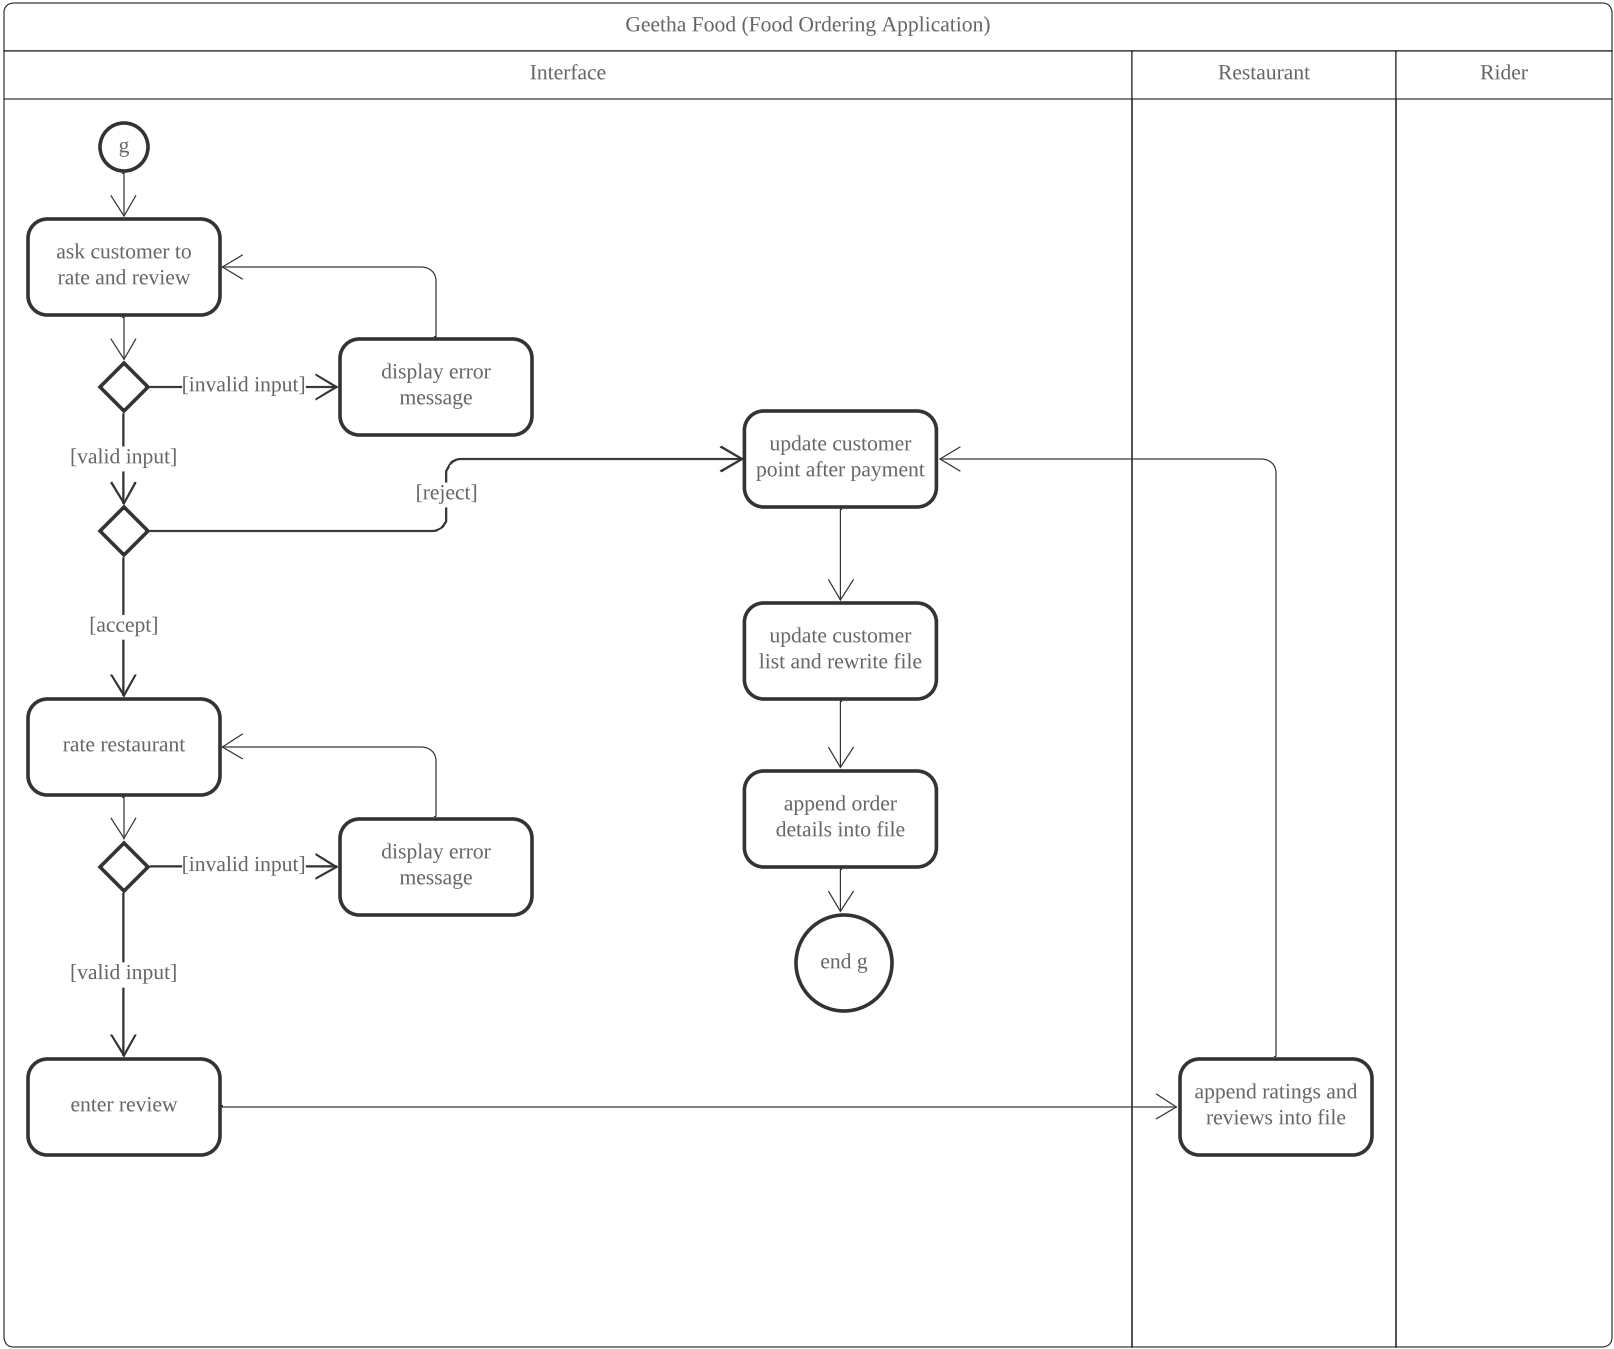 Geetha Food (Food Ordering Application)
Interface
Restaurant
Rider
g
ask customer to
rate and review
[invalid input]
display error
message
[valid input]
[reject]
update customer
point after payment
[accept]
update customer
list and rewrite file
rate restaurant
append order
details into file
[invalid input]
display error
message
[valid input]
end g
enter review
append ratings and
reviews into file